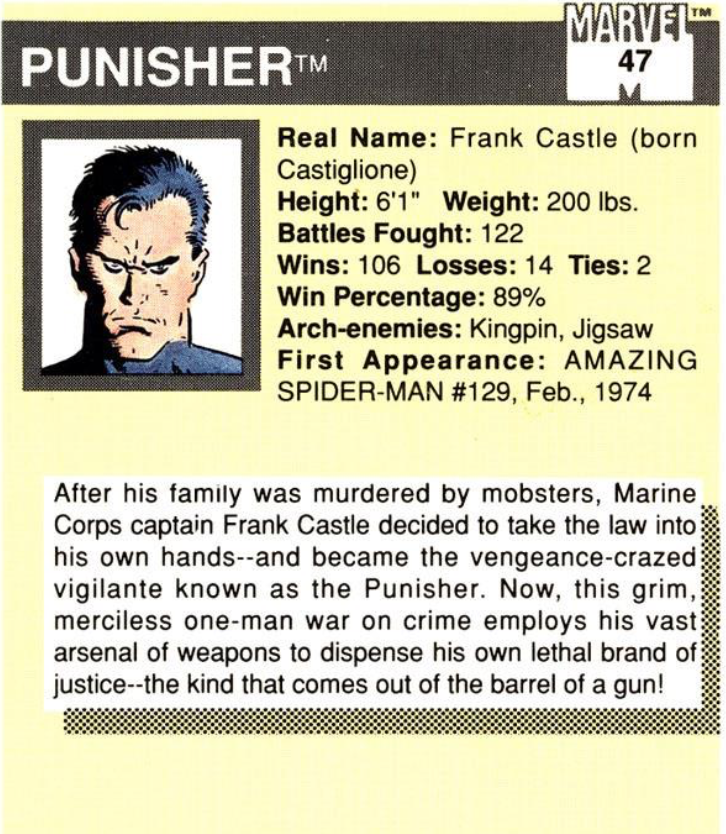 MARVEL™
PUNISHER™
47
Real Name: Frank Castle (born
Castiglione)
Height: 6'1" Weight: 200 lbs.
Battles Fought: 122
Wins: 106 Losses: 14 Ties: 2
Win Percentage: 89%
Arch-enemies: Kingpin, Jigsaw
First Appearance: AMAZING
SPIDER-MAN #129, Feb., 1974
After his family was murdered by mobsters, Marine
Corps captain Frank Castle decided to take the law into
his own hands--and became the vengeance-crazed
vigilante known as the Punisher. Now, this grim,
merciless one-man war on crime employs his vast
arsenal of weapons to dispense his own lethal brand of
justice--the kind that comes out of the barrel of a gun!